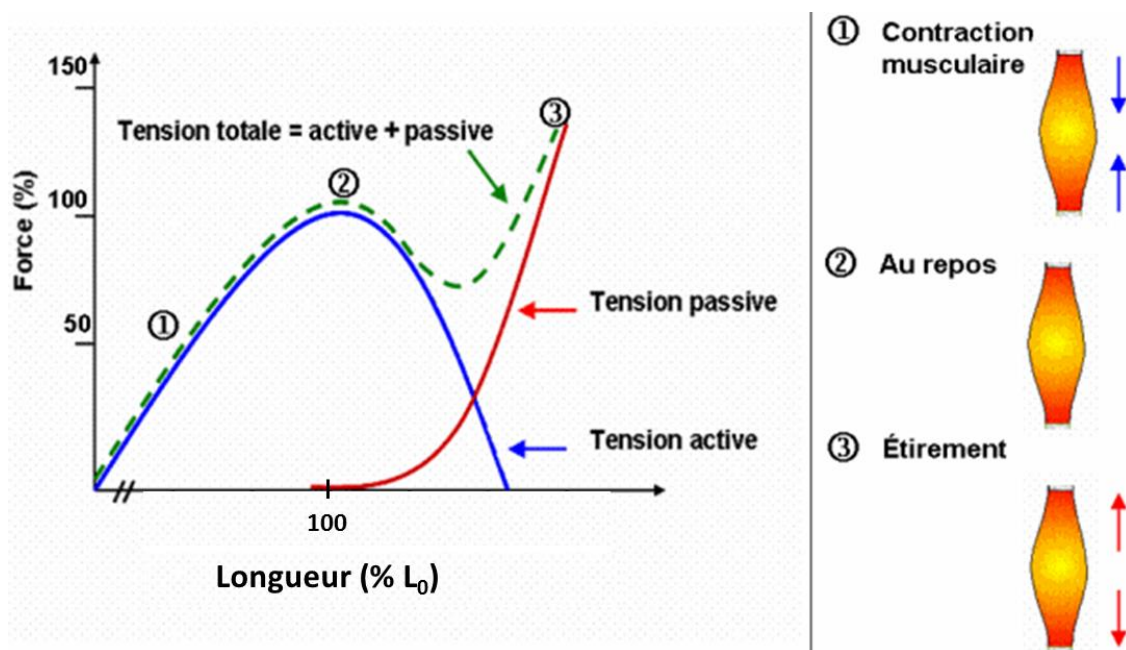 150
100
50
Force (%)
Tension totale = active + passive
①
②
③
Tension passive
Tension active
100
Longueur (% L₀)
① Contraction
musculaire
② Au repos
③ Étirement